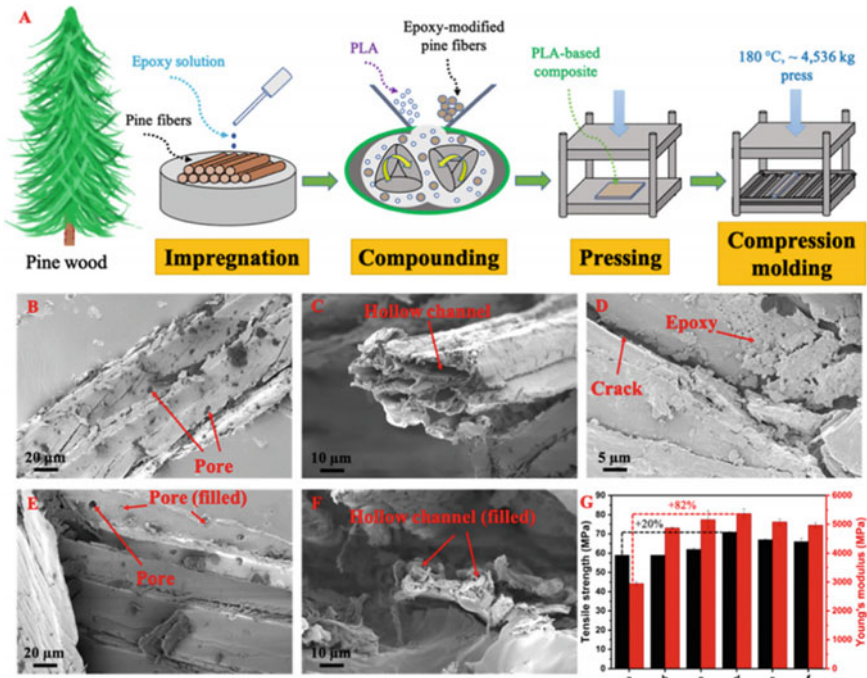 A
Epoxy solution
Pine fibers
Pine wood
Impregnation
PLA
Epoxy-modified
pine fibers
Compounding
PLA-based
composite
Pressing
180 °C, ~ 4,536 kg
press
Compression
molding
B
Pore
20 µm
C
Hollow channel
10 µm
D
Epoxy
Crack
5 µm
E
Pore (filled)
Pore
20 µm
F
Hollow channel (filled)
10 µm
G
Tensile strength (MPa)
90
80
70
60
50
40
30
20
10
0
+82%
+20%
6000
5000
4000
3000
2000
1000
0
Young's modulus (MPa)